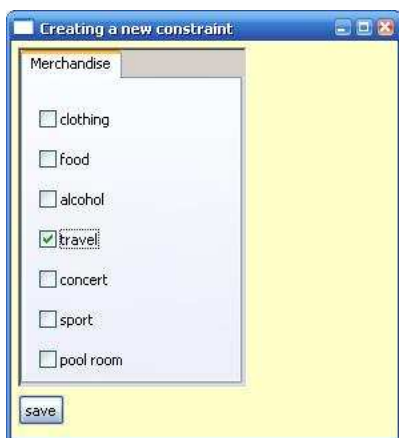 Creating a new constraint
Merchandise
clothing
food
alcohol
travel
concert
sport
pool room
save